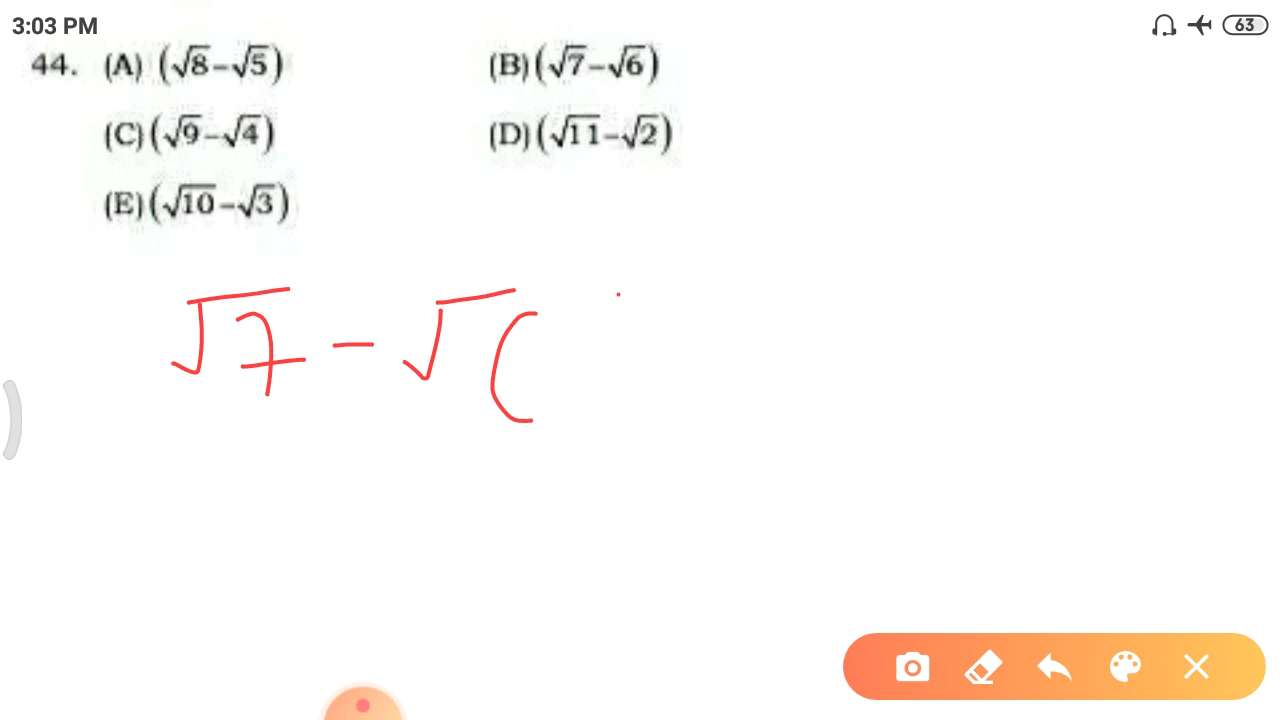 3:03 PM 63
44. (A) (√8-√5) (B) (√7-√6)
(C) (√9-√4) (D) (√11-√2)
(E) (√10-√3)
√7 - √(